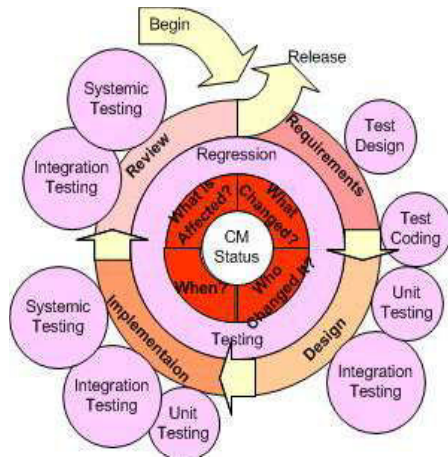 Begin
Release
Systemic
Testing
Integration
Testing
Review
Requirements
Test
Design
Regression
What is
Affected?
What
Changed?
CM
Status
When?
Who
Changed It?
Testing
Test
Coding
Unit
Testing
Integration
Testing
Design
Implementaion
Systemic
Testing
Integration
Testing
Unit
Testing